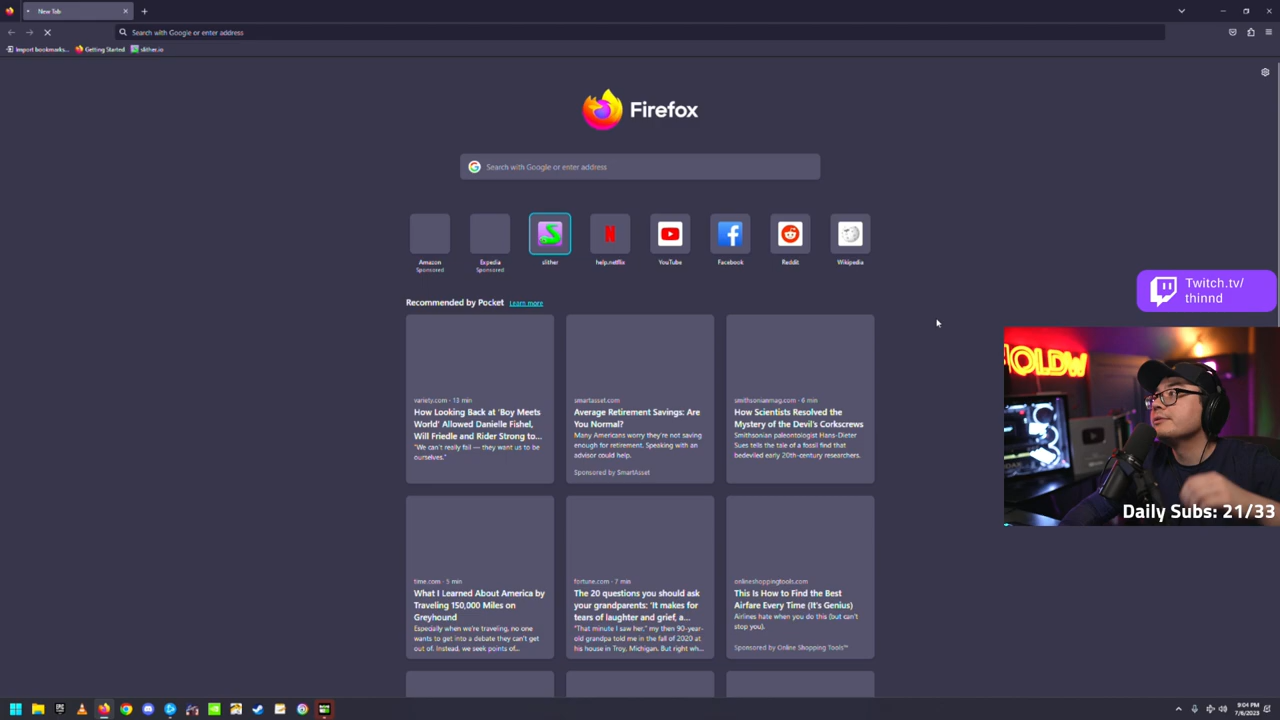 New Tab
Search with Google or enter address
Import bookmarks...
Getting Started
slither.io
Firefox
Search with Google or enter address
Amazon
Sponsored
Expedia
Sponsored
slither
help.netflix
YouTube
Facebook
Reddit
Wikipedia
Twitch.tv/
thinnd
Recommended by Pocket
Learn more
variety.com · 13 min
How Looking Back at 'Boy Meets
World' Allowed Danielle Fishel,
Will Friedle and Rider Strong to...
"We can't really fail — they want us to be
ourselves."
smartasset.com
Average Retirement Savings: Are
You Normal?
Many Americans worry they're not saving
enough for retirement. Speaking with an
advisor could help.
Sponsored by SmartAsset
smithsonianmag.com · 6 min
How Scientists Resolved the
Mystery of the Devil's Corkscrews
Smithsonian paleontologist Hans-Dieter
Sues tells the tale of a fossil find that
bedeviled early 20th-century researchers.
HOLDW
Daily Subs: 21/33
time.com · 5 min
What I Learned About America by
Traveling 150,000 Miles on
Greyhound
Especially when we're traveling, no one
wants to get into a debate they can't get
out of. Instead, we seek points of...
fortune.com · 7 min
The 20 questions you should ask
your grandparents: 'It makes for
tears of laughter and grief, a...
"That minute I saw her," my then 90-year-
old grandpa told me in the fall of 2020 at
his house in Troy, Michigan. But right wh...
onlineshoppingtools.com
This Is How to Find the Best
Airfare Every Time (It's Genius)
Airlines hate when you do this (but can't
stop you).
Sponsored by Online Shopping Tools™
9:04 PM
7/6/2023